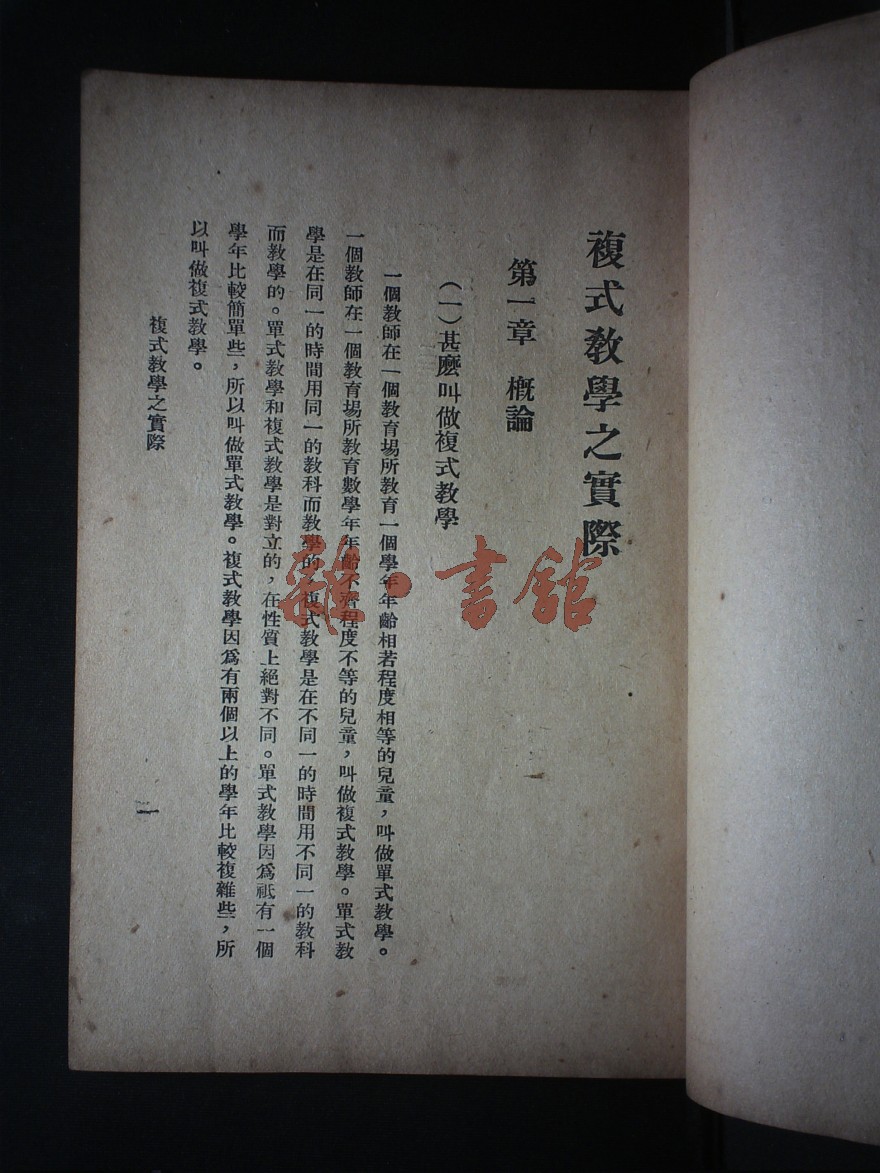 複式教學之實際
第一章 概論
(一)甚麽叫做複式教學
一個教師在一個教育場所教育一個學年年齡相若程度相等的兒童，叫做單式教學。
一個教師在一個教育場所教育數學年年齡不齊程度不等的兒童，叫做複式教學。單式教
學是在同一的時間用同一的教科而教學的，複式教學是在不同一的時間用不同一的教科
而教學的。單式教學和複式教學是對立的，在性質上絕對不同。單式教學因爲祇有一個
學年比較簡單些，所以叫做單式教學。複式教學因爲有兩個以上的學年比較複雜些，所
以叫做複式教學。
複式教學之實際
一
雜·書館